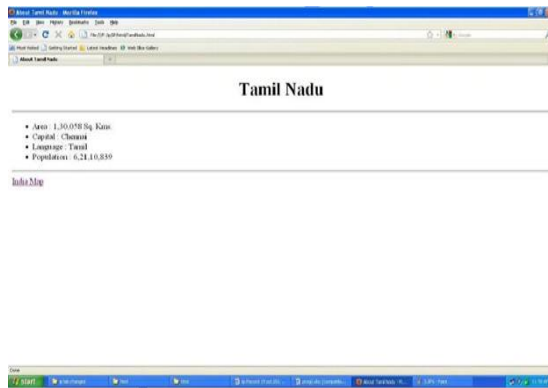 About Tamil Nadu - Mozilla Firefox
File Edit View History Bookmarks Tools Help
Most Visited Getting Started Latest Headlines Web Slice Gallery
About Tamil Nadu
Tamil Nadu
• Area : 1,30,058 Sq. Kms
• Capital : Chennai
• Language : Tamil
• Population : 6,21,10,839
India Map
Done
start